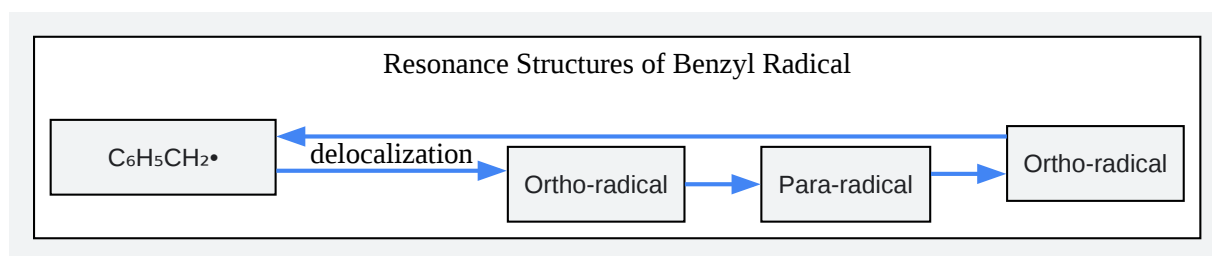 Resonance Structures of Benzyl Radical
C₆H₅CH₂•
delocalization
Ortho-radical
Para-radical
Ortho-radical